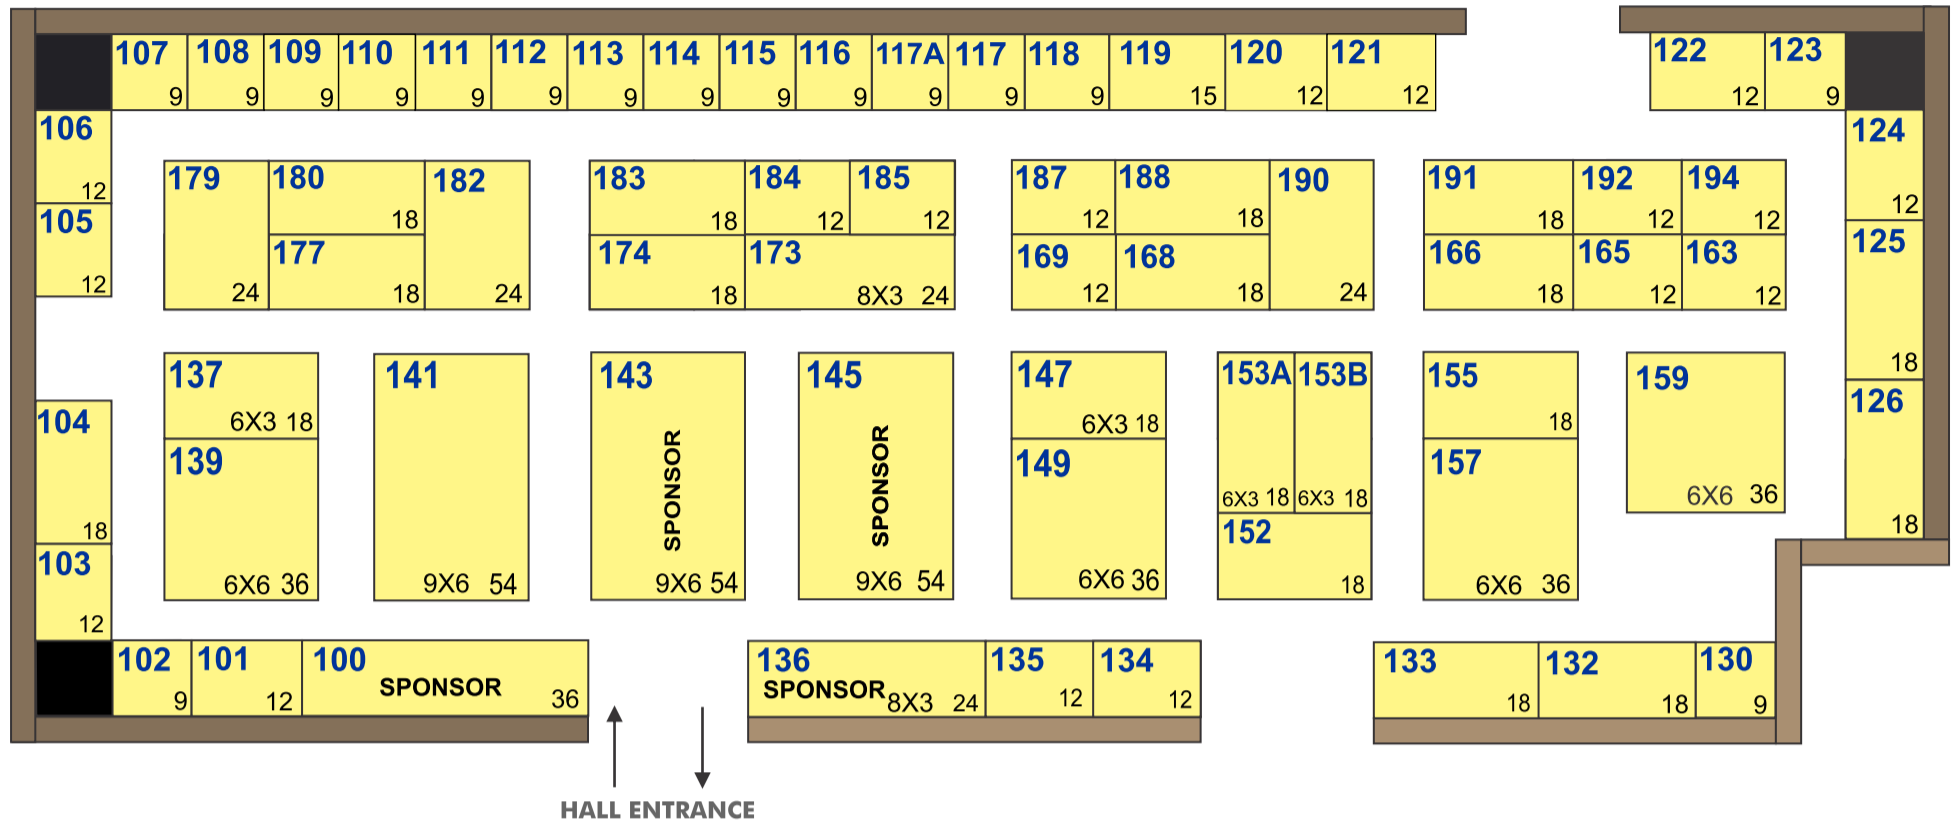 107 108 109 110 111 112 113 114 115 116 117A 117 118 119 120 121 122 123
9 9 9 9 9 9 9 9 9 9 9 9 9 15 12 12 12 9
106
12
105
12
104
18
103
12
124
12
125
18
126
18
179 180 182
18
177
24 18 24
183 184 185
18 12 12
174 173
18 8X3 24
187 188 190
12 18
169 168
12 18 24
191 192 194
18 12 12
166 165 163
18 12 12
137
6X3 18
139
6X6 36
141
9X6 54
143
SPONSOR
9X6 54
145
SPONSOR
9X6 54
147
6X3 18
149
6X6 36
153A 153B
6X3 18 6X3 18
152
18
155
18
157
6X6 36
159
6X6 36
102 101 100
SPONSOR
9 12 36
136 135 134
SPONSOR 8X3 24 12 12
133 132 130
18 18 9
HALL ENTRANCE